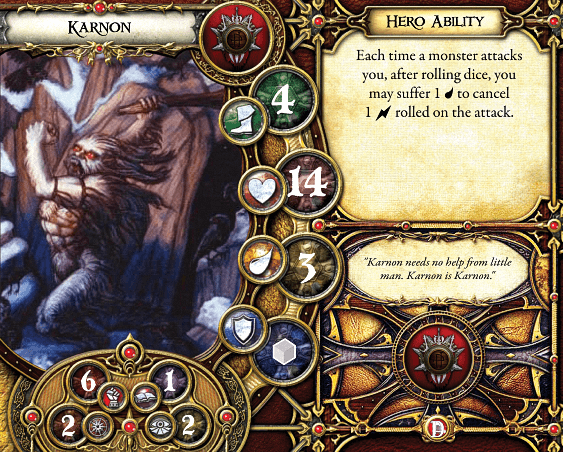 Karnon
Hero Ability
Each time a monster attacks
you, after rolling dice, you
may suffer 1 to cancel
1 rolled on the attack.
4
14
3
"Karnon needs no help from little
man. Karnon is Karnon."
6
1
2
2
D